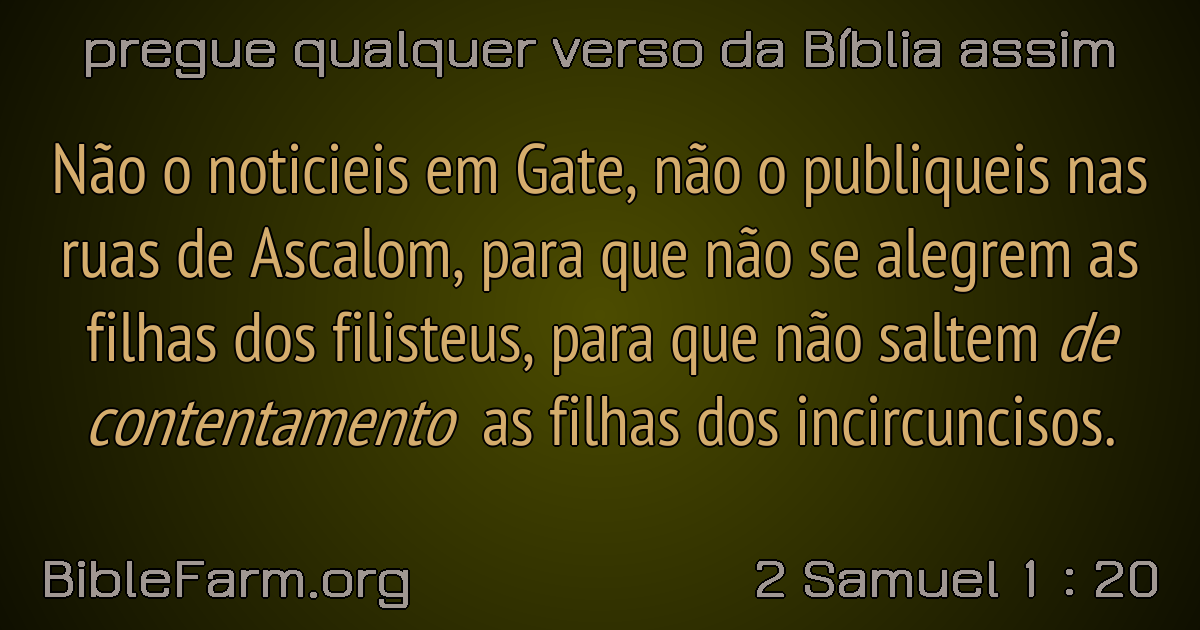 pregue qualquer verso da Bíblia assim
Não o noticieis em Gate, não o publiqueis nas
ruas de Ascalom, para que não se alegrem as
filhas dos filisteus, para que não saltem de
contentamento as filhas dos incircuncisos.
BibleFarm.org
2 Samuel 1 : 20